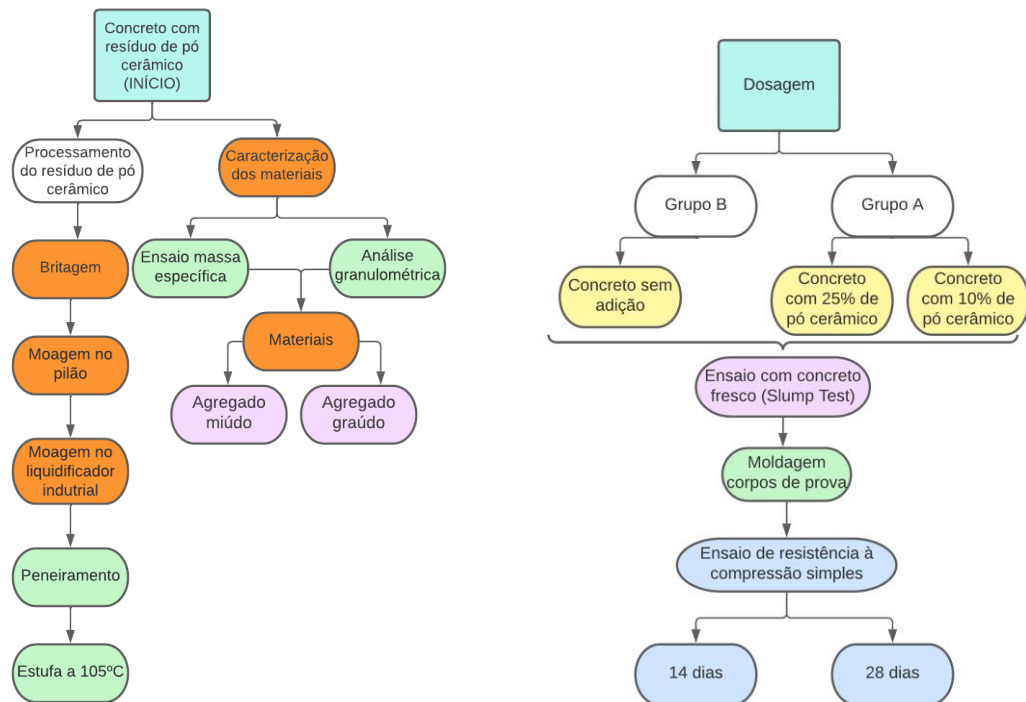 Concreto com
resíduo de pó
cerâmico
(INÍCIO)
Processamento
do resíduo de pó
cerâmico
Caracterização
dos materiais
Britagem
Ensaio massa
específica
Análise
granulométrica
Moagem no
pilão
Materiais
Agregado
miúdo
Agregado
graúdo
Moagem no
liquidificador
indutrial
Peneiramento
Estufa a 105ºC
Dosagem
Grupo B
Grupo A
Concreto sem
adição
Concreto
com 25% de
pó cerâmico
Concreto
com 10% de
pó cerâmico
Ensaio com concreto
fresco (Slump Test)
Moldagem
corpos de prova
Ensaio de resistência à
compressão simples
14 dias
28 dias